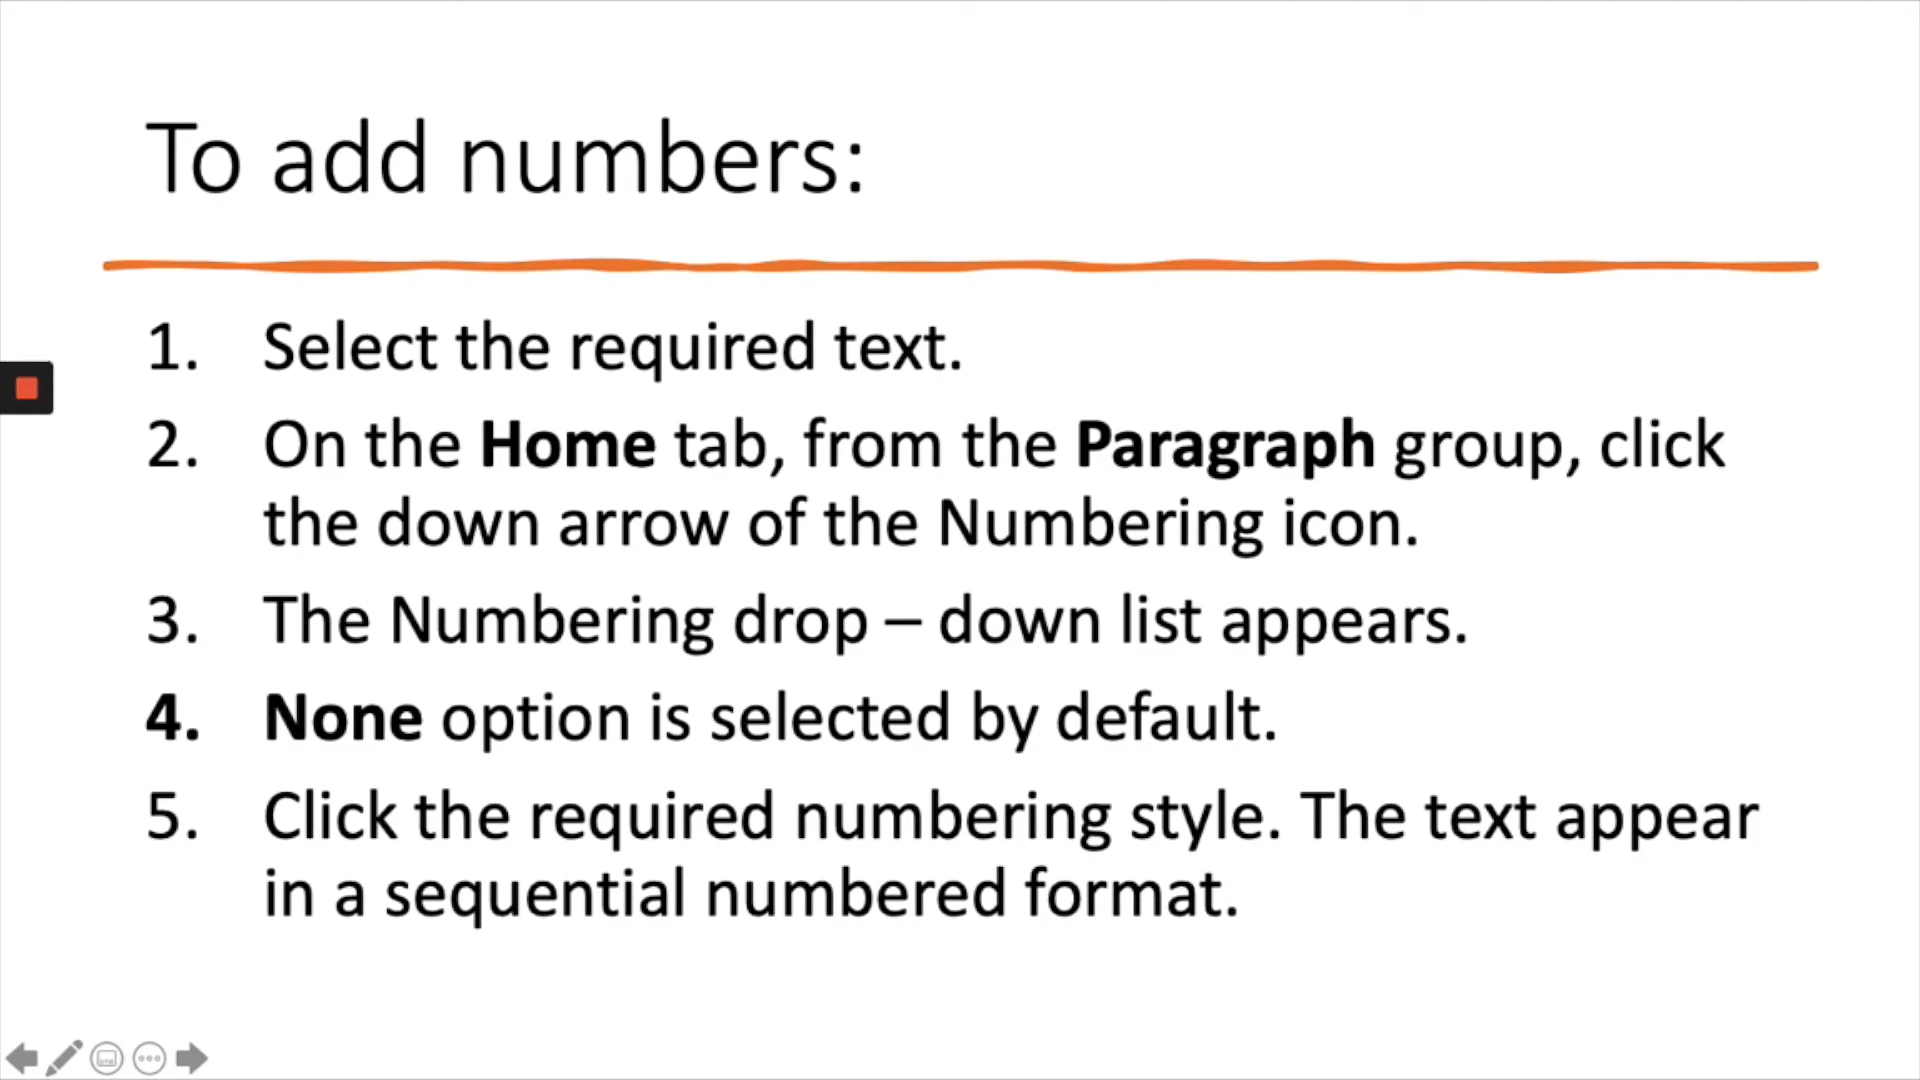 To add numbers:
1. Select the required text.
2. On the Home tab, from the Paragraph group, click
the down arrow of the Numbering icon.
3. The Numbering drop – down list appears.
4. None option is selected by default.
5. Click the required numbering style. The text appear
in a sequential numbered format.